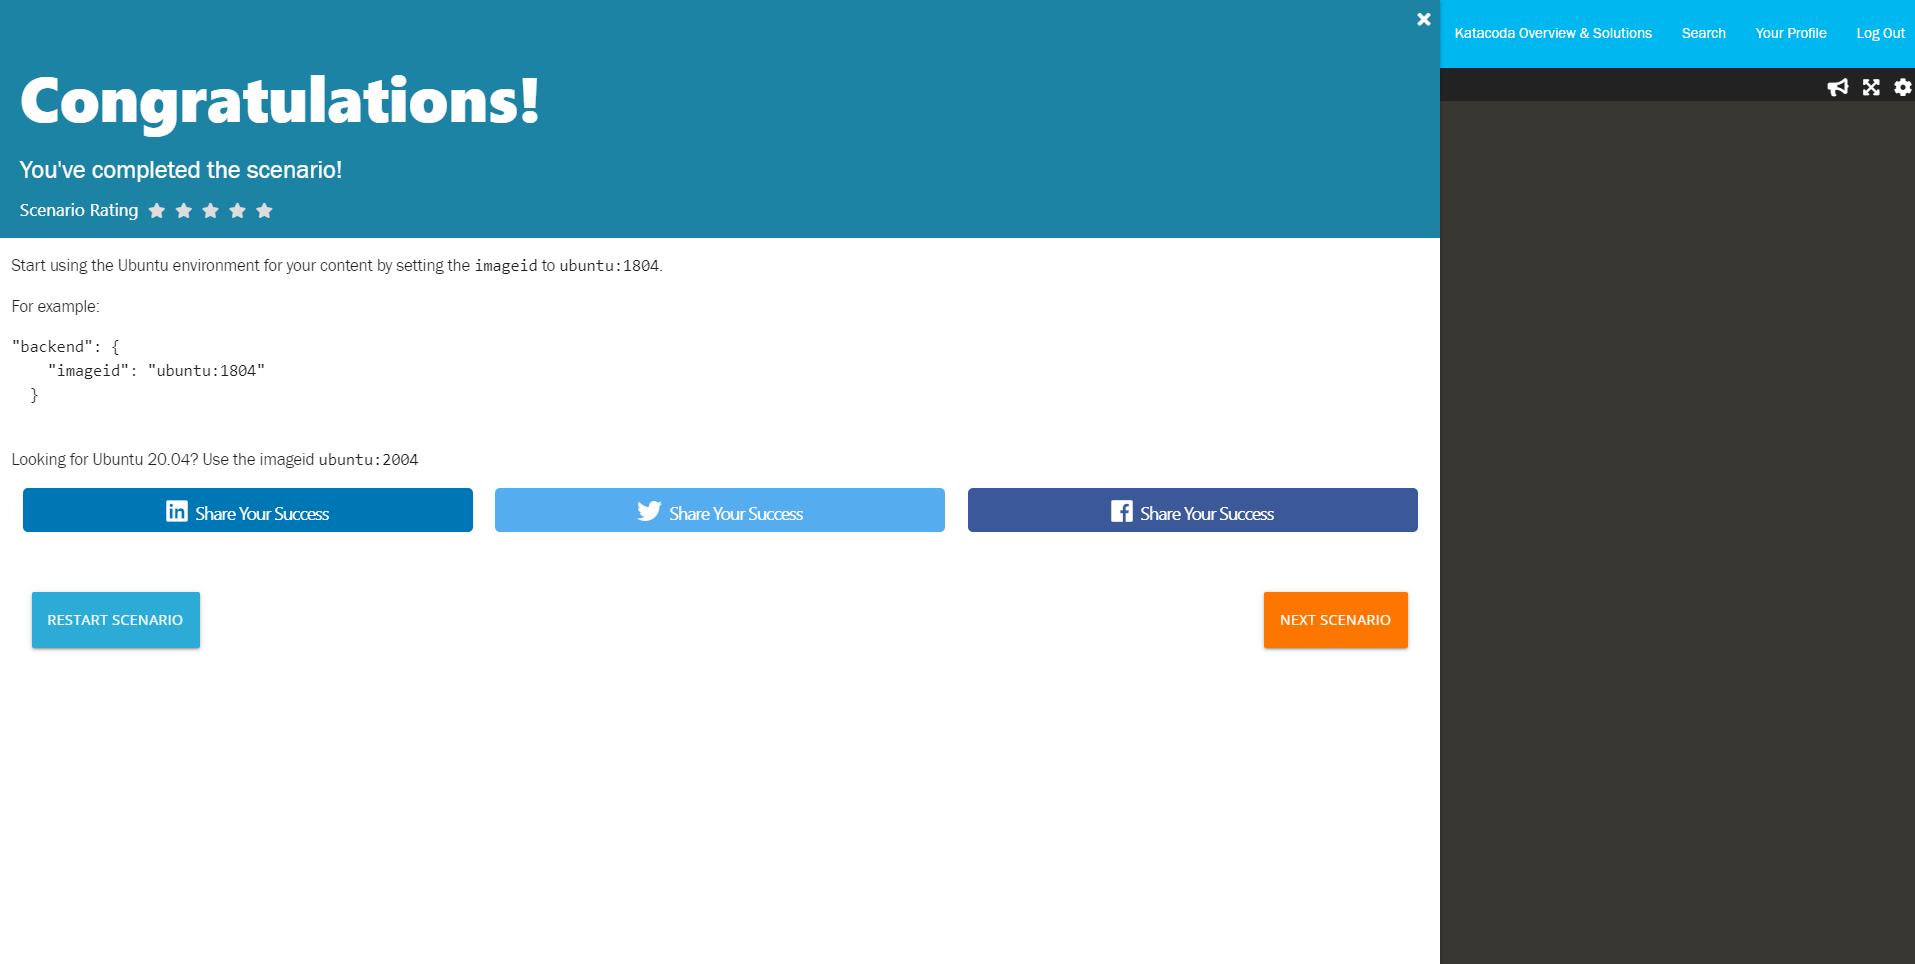 Katacoda Overview & Solutions Search Your Profile Log Out
Congratulations!
You've completed the scenario!
Scenario Rating
Start using the Ubuntu environment for your content by setting the imageid to ubuntu:1804.
For example:
"backend": {
    "imageid": "ubuntu:1804"
  }
Looking for Ubuntu 20.04? Use the imageid ubuntu:2004
Share Your Success
Share Your Success
Share Your Success
RESTART SCENARIO
NEXT SCENARIO